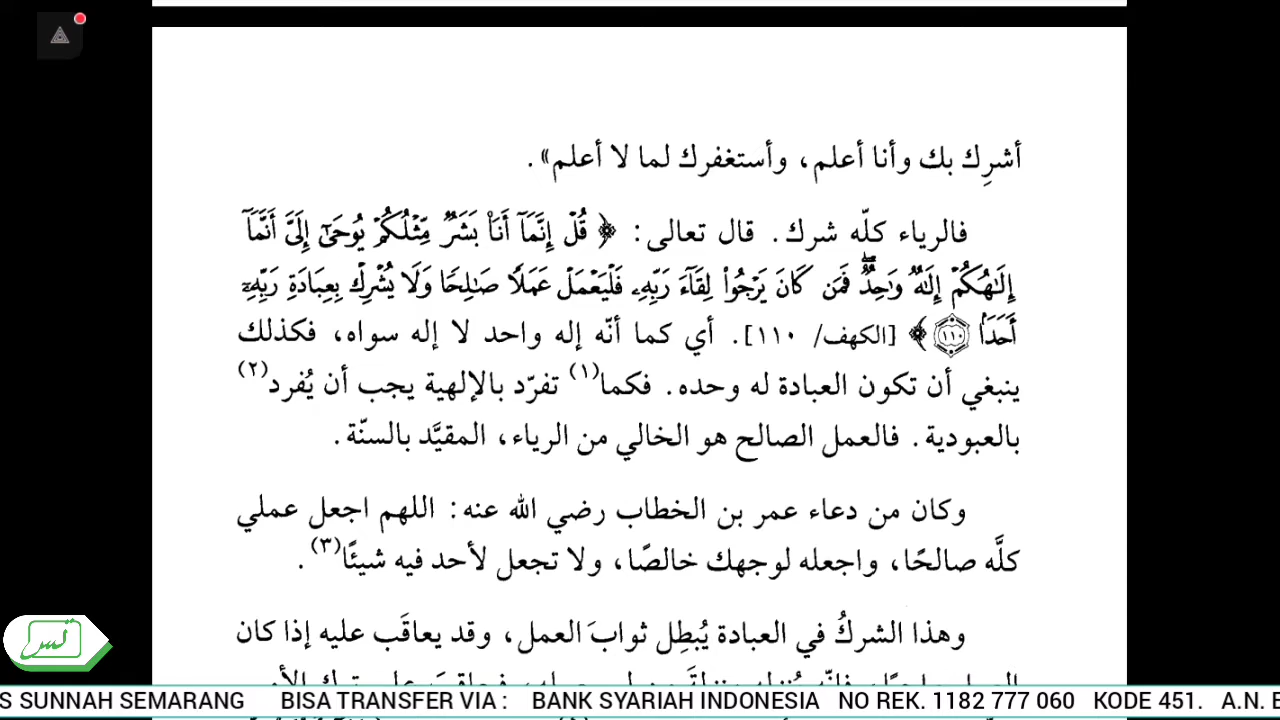 أشرِك بك وأنا أعلم، وأستغفرك لما لا أعلم».
فالرياء كلّه شرك. قال تعالى: ﴿قُلْ إِنَّمَآ أَنَا۠ بَشَرٌ مِّثْلُكُمْ يُوحَىٰٓ إِلَىَّ أَنَّمَآ
إِلَٰهُكُمْ إِلَٰهٌ وَٰحِدٌ ۖ فَمَن كَانَ يَرْجُوا۟ لِقَآءَ رَبِّهِۦ فَلْيَعْمَلْ عَمَلًا صَٰلِحًا وَلَا يُشْرِكْ بِعِبَادَةِ رَبِّهِۦٓ
أَحَدًۢا ۝١١٠﴾ [الكهف/ ١١٠]. أي كما أنّه إله واحد لا إله سواه، فكذلك
ينبغي أن تكون العبادة له وحده. فكما(١) تفرّد بالإلهية يجب أن يُفرد(٢)
بالعبودية. فالعمل الصالح هو الخالي من الرياء، المقيَّد بالسنّة.
وكان من دعاء عمر بن الخطاب رضي الله عنه: اللهم اجعل عملي
كلَّه صالحًا، واجعله لوجهك خالصًا، ولا تجعل لأحد فيه شيئًا(٣).
وهذا الشركُ في العبادة يُبطِل ثوابَ العمل، وقد يعاقَب عليه إذا كان
S SUNNAH SEMARANG BISA TRANSFER VIA : BANK SYARIAH INDONESIA NO REK. 1182 777 060 KODE 451. A.N.